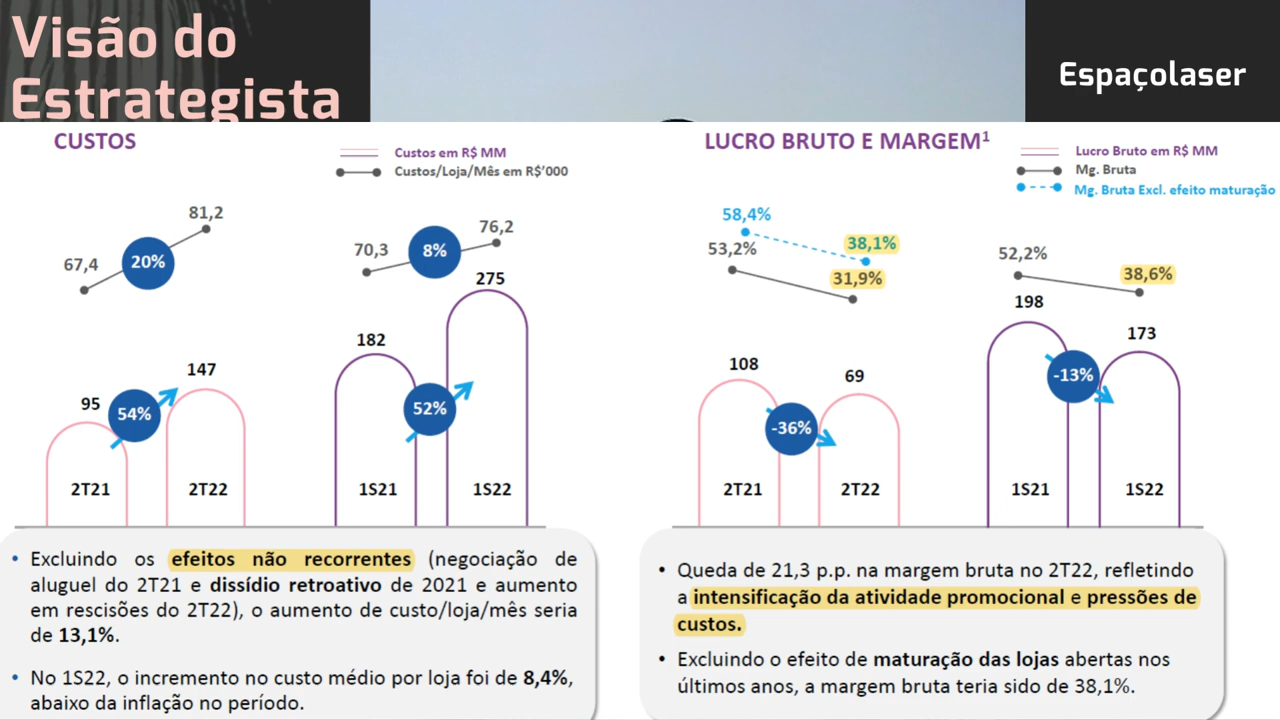 Visão do
Estrategista
Espaçolaser
CUSTOS
Custos em R$ MM
Custos/Loja/Mês em R$'000
67,4
20%
81,2
70,3
8%
76,2
95
54%
147
182
52%
275
2T21
2T22
1S21
1S22
• Excluindo os efeitos não recorrentes (negociação de
aluguel do 2T21 e dissídio retroativo de 2021 e aumento
em rescisões do 2T22), o aumento de custo/loja/mês seria
de 13,1%.
• No 1S22, o incremento no custo médio por loja foi de 8,4%,
abaixo da inflação no período.
LUCRO BRUTO E MARGEM¹
Lucro Bruto em R$ MM
Mg. Bruta
Mg. Bruta Excl. efeito maturação
58,4%
38,1%
53,2%
31,9%
52,2%
38,6%
108
-36%
69
198
-13%
173
2T21
2T22
1S21
1S22
• Queda de 21,3 p.p. na margem bruta no 2T22, refletindo
a intensificação da atividade promocional e pressões de
custos.
• Excluindo o efeito de maturação das lojas abertas nos
últimos anos, a margem bruta teria sido de 38,1%.